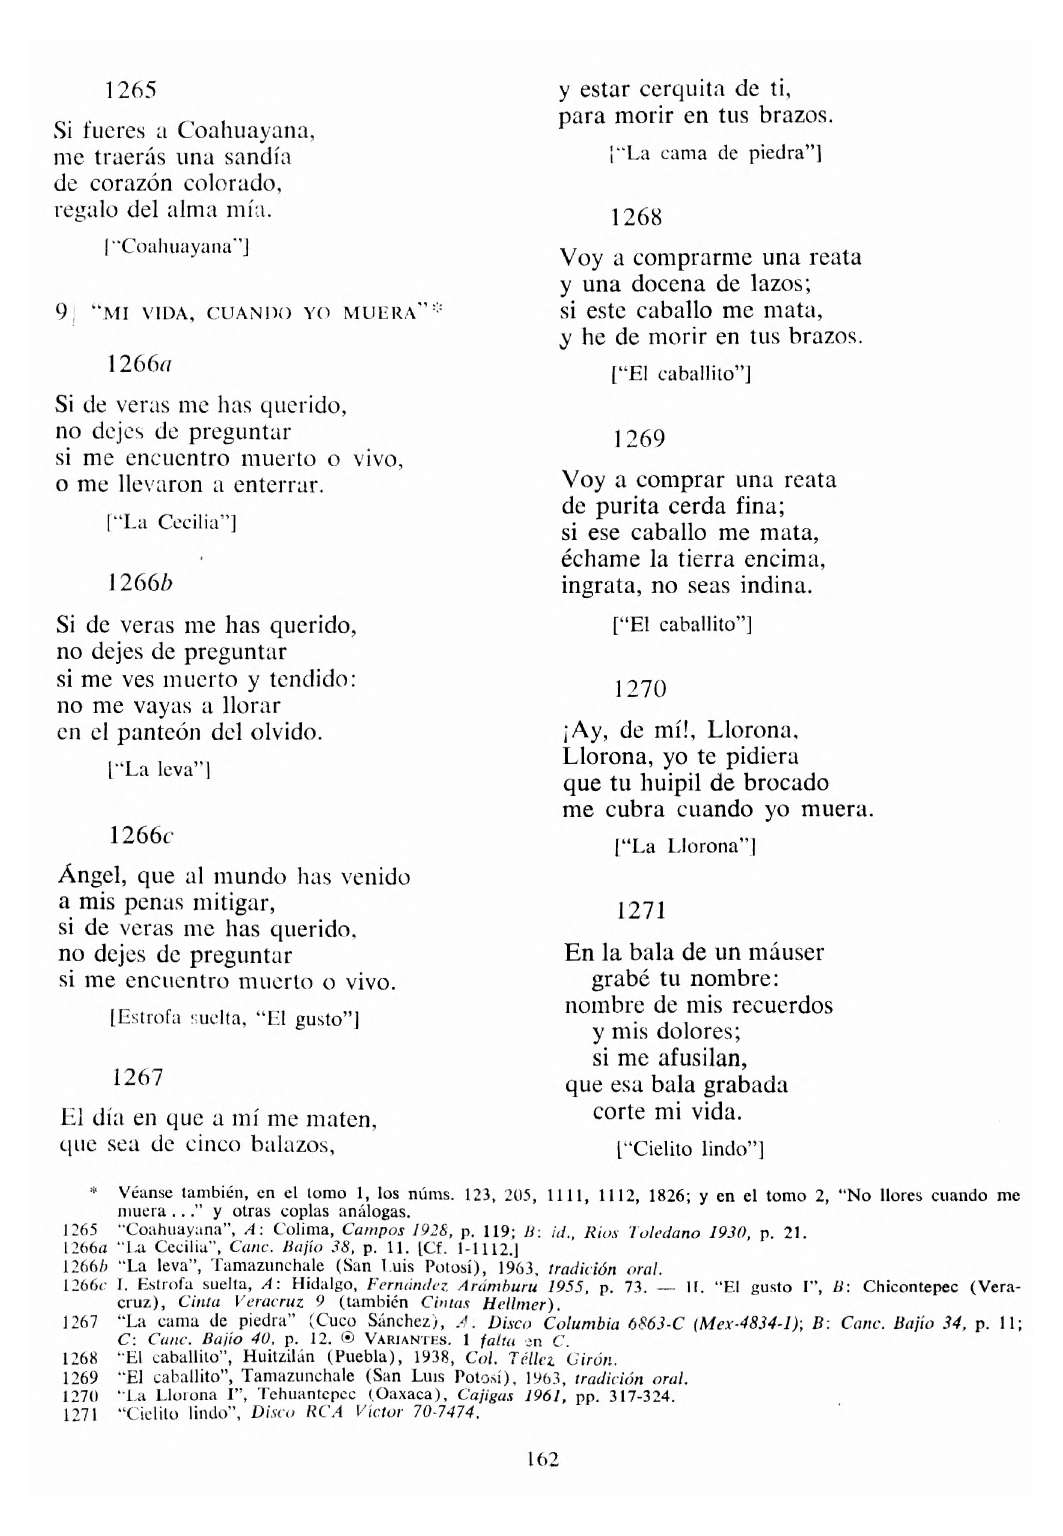 1265
Si fueres a Coahuayana,
me traerás una sandía
de corazón colorado,
regalo del alma mía.
[“Coahuayana”]
9 “MI VIDA, CUANDO YO MUERA”*
1266a
Si de veras me has querido,
no dejes de preguntar
si me encuentro muerto o vivo,
o me llevaron a enterrar.
[“La Cecilia”]
1266b
Si de veras me has querido,
no dejes de preguntar
si me ves muerto y tendido:
no me vayas a llorar
en el panteón del olvido.
[“La leva”]
1266c
Ángel, que al mundo has venido
a mis penas mitigar,
si de veras me has querido,
no dejes de preguntar
si me encuentro muerto o vivo.
[Estrofa suelta, “El gusto”]
1267
El día en que a mí me maten,
que sea de cinco balazos,
y estar cerquita de ti,
para morir en tus brazos.
[“La cama de piedra”]
1268
Voy a comprarme una reata
y una docena de lazos;
si este caballo me mata,
y he de morir en tus brazos.
[“El caballito”]
1269
Voy a comprar una reata
de purita cerda fina;
si ese caballo me mata,
échame la tierra encima,
ingrata, no seas indina.
[“El caballito”]
1270
¡Ay, de mí!, Llorona,
Llorona, yo te pidiera
que tu huipil de brocado
me cubra cuando yo muera.
[“La Llorona”]
1271
En la bala de un máuser
grabé tu nombre:
nombre de mis recuerdos
y mis dolores;
si me afusilan,
que esa bala grabada
corte mi vida.
[“Cielito lindo”]
* Véanse también, en el tomo 1, los núms. 123, 205, 1111, 1112, 1826; y en el tomo 2, “No llores cuando me
muera ...” y otras coplas análogas.
1265 “Coahuayana”, A: Colima, Campos 1928, p. 119; B: id., Ríos Toledano 1930, p. 21.
1266a “La Cecilia”, Canc. Bajío 38, p. 11. [Cf. 1-1112.]
1266b “La leva”, Tamazunchale (San Luis Potosí), 1963, tradición oral.
1266c I. Estrofa suelta, A: Hidalgo, Fernández Arámburu 1955, p. 73. — II. “El gusto I”, B: Chicontepec (Vera-
cruz), Cinta Veracruz 9 (también Cintas Hellmer).
1267 “La cama de piedra” (Cuco Sánchez), A. Disco Columbia 6863-C (Mex-4834-1); B: Canc. Bajío 34, p. 11;
C: Canc. Bajío 40, p. 12. ⊙ VARIANTES. 1 falta en C.
1268 “El caballito”, Huitzilán (Puebla), 1938, Col. Téllez Girón.
1269 “El caballito”, Tamazunchale (San Luis Potosí), 1963, tradición oral.
1270 “La Llorona I”, Tehuantepec (Oaxaca), Cajigas 1961, pp. 317-324.
1271 “Cielito lindo”, Disco RCA Víctor 70-7474.
162